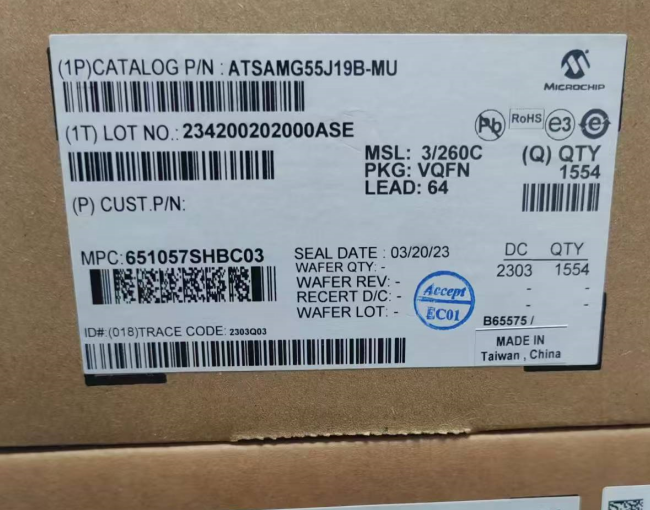 (1P)CATALOG P/N : ATSAMG55J19B-MU
MICROCHIP
(1T) LOT NO.: 234200202000ASE
Pb
RoHS
e3
e
MSL: 3/260C
PKG: VQFN
LEAD: 64
(Q) QTY
1554
(P) CUST.P/N:
MPC:651057SHBC03
SEAL DATE : 03/20/23
WAFER QTY: -
WAFER REV: -
RECERT D/C: -
WAFER LOT: -
Accept
EC01
DC QTY
2303 1554
- -
- -
B65575 /
MADE IN
Taiwan , China
ID#:(018)TRACE CODE: 2303Q03